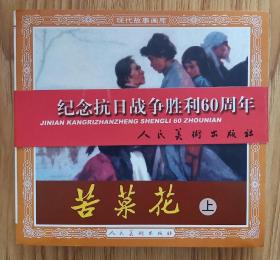 现代故事画库
纪念抗日战争胜利60周年
JINIAN KANGRIZHANZHENG SHENGLI 60 ZHOUNIAN
人民美術出版社
苦菜花 上
人民美術出版社